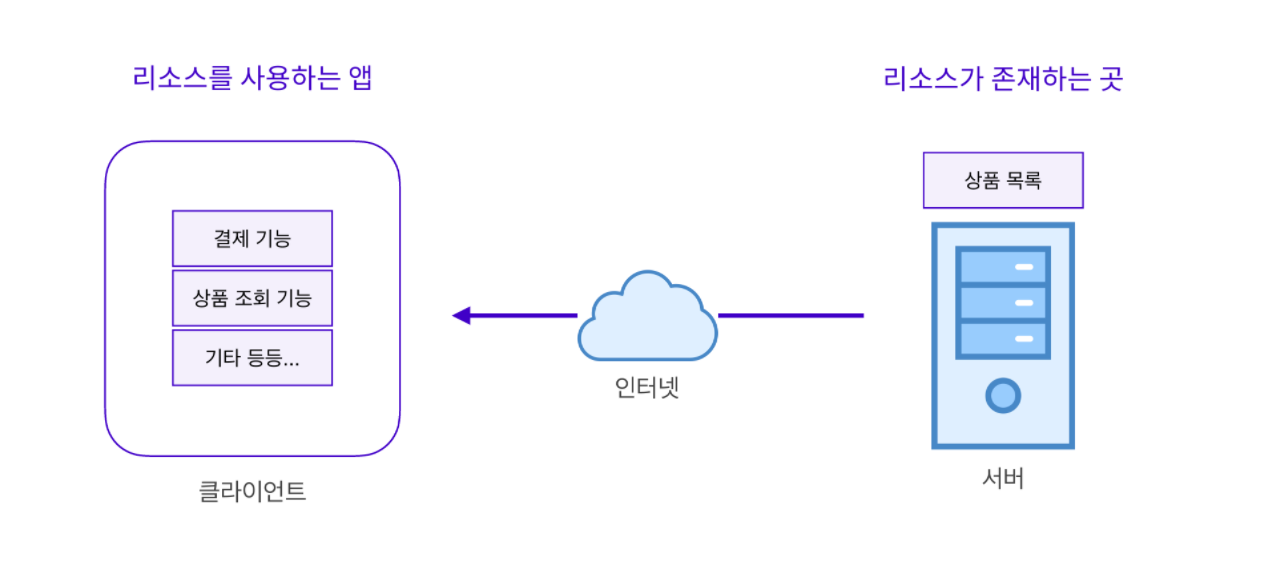 리소스를 사용하는 앱
리소스가 존재하는 곳
상품 목록
결제 기능
상품 조회 기능
기타 등등...
인터넷
클라이언트
서버